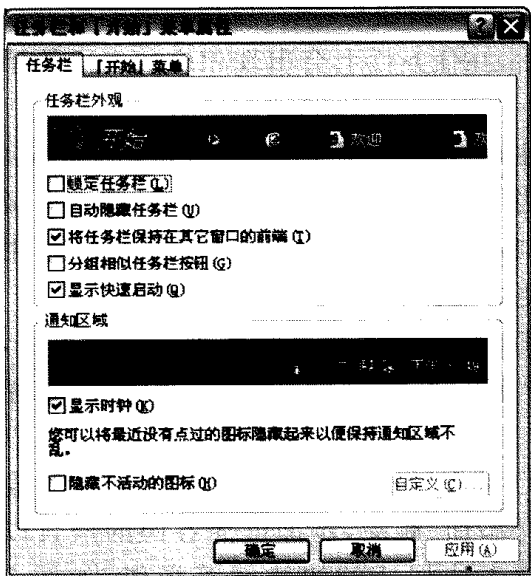 任务栏和「开始」菜单属性
任务栏 「开始」菜单
任务栏外观
开始 欢迎
锁定任务栏(L)
自动隐藏任务栏(U)
将任务栏保持在其它窗口的前端(T)
分组相似任务栏按钮(G)
显示快速启动(Q)
通知区域
显示时钟(K)
您可以将最近没有点过的图标隐藏起来以便保持通知区域不
乱。
隐藏不活动的图标(H) 自定义(C)...
确定 取消 应用(A)